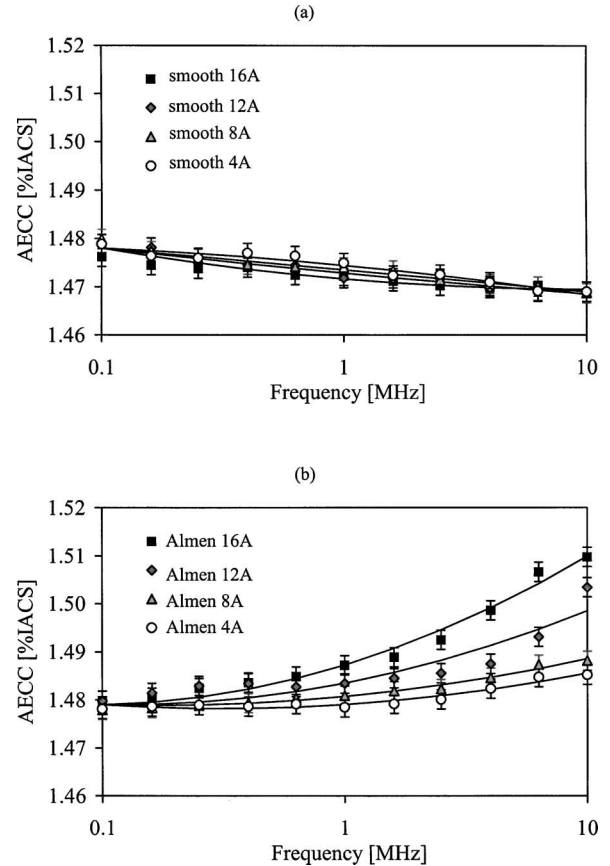 (a)
1.52
1.51
1.50
1.49
1.48
1.47
1.46
AECC [%IACS]
smooth 16A
smooth 12A
smooth 8A
smooth 4A
0.1
1
10
Frequency [MHz]
(b)
1.52
1.51
1.50
1.49
1.48
1.47
1.46
AECC [%IACS]
Almen 16A
Almen 12A
Almen 8A
Almen 4A
0.1
1
10
Frequency [MHz]